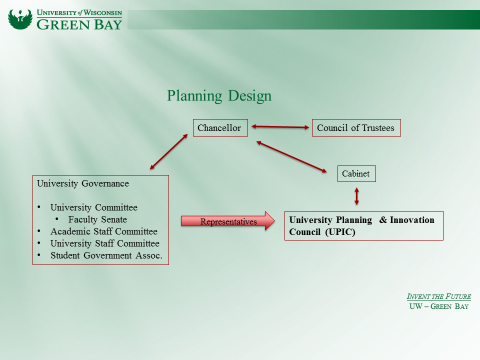 UNIVERSITY of WISCONSIN
GREEN BAY
Planning Design
Chancellor
Council of Trustees
Cabinet
University Governance
• University Committee
• Faculty Senate
• Academic Staff Committee
• University Staff Committee
• Student Government Assoc.
Representatives
University Planning & Innovation
Council (UPIC)
INVENT THE FUTURE
UW – GREEN BAY